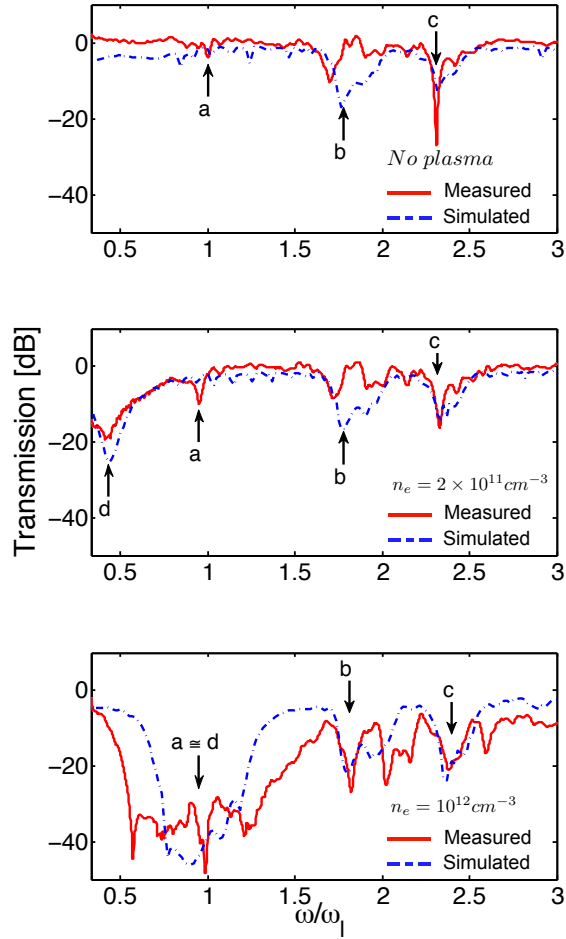 0
−20
−40
c
a
b
No plasma
Measured
Simulated
0.5 1 1.5 2 2.5 3
Transmission [dB]
0
−20
−40
c
a
b
d
n_e = 2 × 10^11 cm^−3
Measured
Simulated
0.5 1 1.5 2 2.5 3
0
−20
−40
b
c
a ≅ d
n_e = 10^12 cm^−3
Measured
Simulated
0.5 1 1.5 2 2.5 3
ω/ω_l